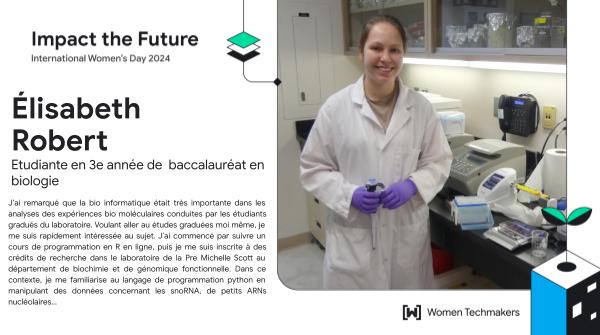 Impact the Future
International Women's Day 2024
Élisabeth
Robert
Etudiante en 3e année de baccalauréat en
biologie
J'ai remarqué que la bio informatique était très importante dans les
analyses des expériences bio moléculaires conduites par les étudiants
gradués du laboratoire. Voulant aller au études graduées moi même, je
me suis rapidement intéressée au sujet. J'ai commencé par suivre un
cours de programmation en R en ligne, puis je me suis inscrite à des
crédits de recherche dans le laboratoire de la Pre Michelle Scott au
département de biochimie et de génomique fonctionnelle. Dans ce
contexte, je me familiarise au langage de programmation python en
manipulant des données concernant les snoRNA, de petits ARNs
nucléolaires...
Women Techmakers